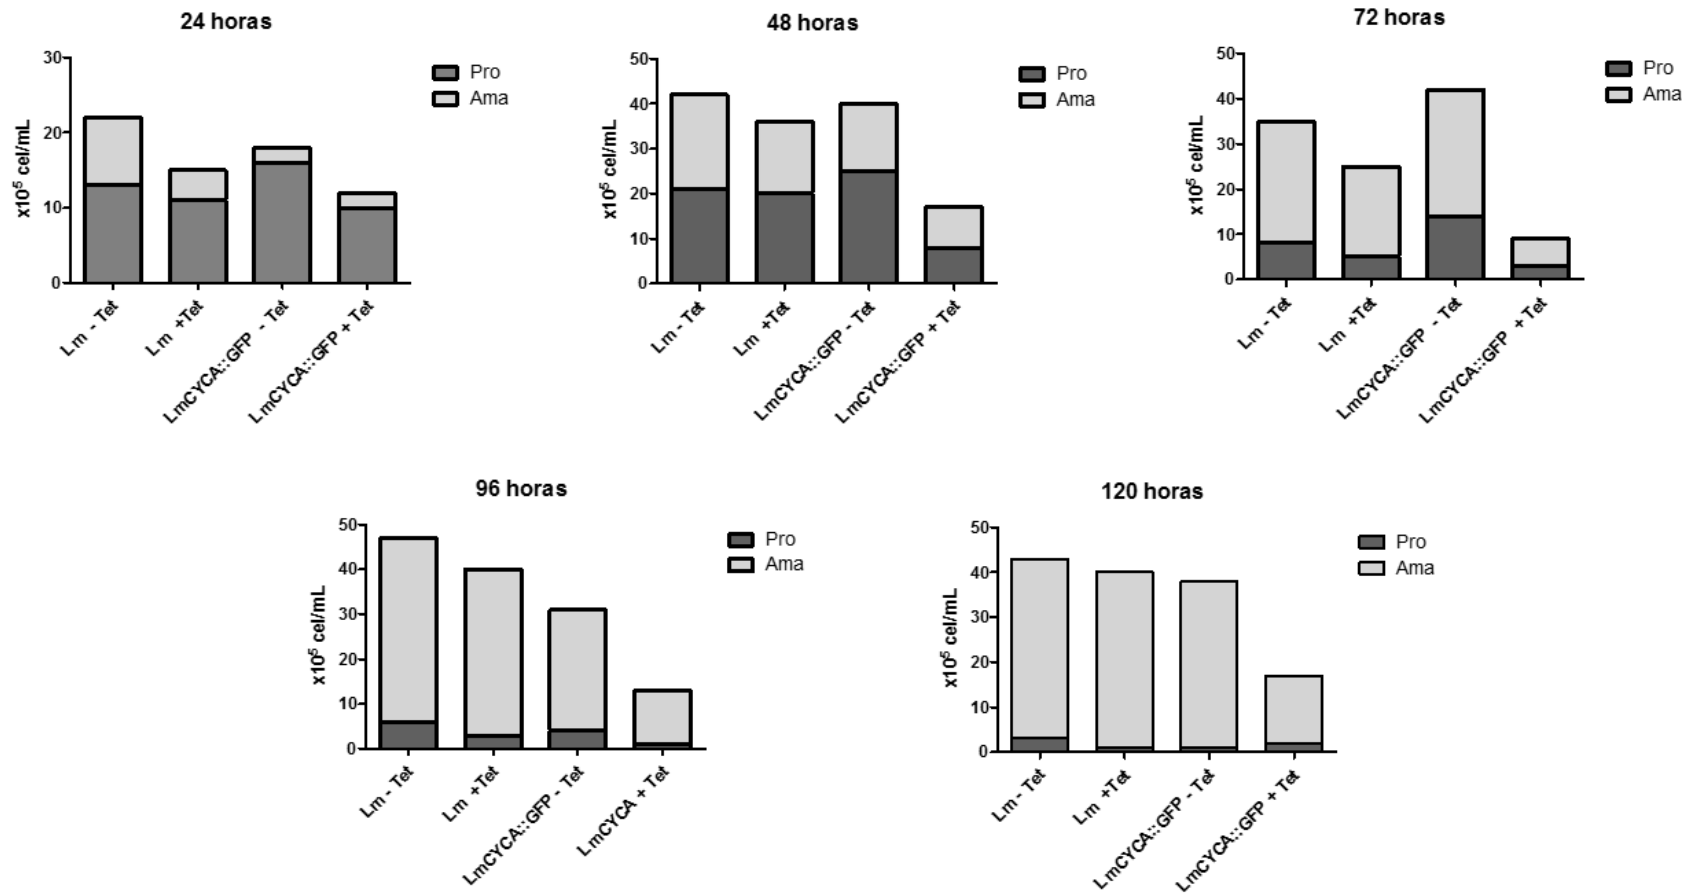 24 horas
30
20
10
0
x10⁵ cel/mL
Pro
Ama
Lm - Tet
Lm +Tet
LmCYCA::GFP - Tet
LmCYCA::GFP + Tet
48 horas
50
40
30
20
10
0
x10⁵ cel/mL
Pro
Ama
Lm - Tet
Lm +Tet
LmCYCA::GFP - Tet
LmCYCA::GFP + Tet
72 horas
50
40
30
20
10
0
x10⁵ cel/mL
Pro
Ama
Lm - Tet
Lm +Tet
LmCYCA::GFP - Tet
LmCYCA::GFP + Tet
96 horas
50
40
30
20
10
0
x10⁵ cel/mL
Pro
Ama
Lm - Tet
Lm +Tet
LmCYCA::GFP - Tet
LmCYCA + Tet
120 horas
50
40
30
20
10
0
x10⁵ cel/mL
Pro
Ama
Lm - Tet
Lm +Tet
LmCYCA::GFP - Tet
LmCYCA::GFP + Tet